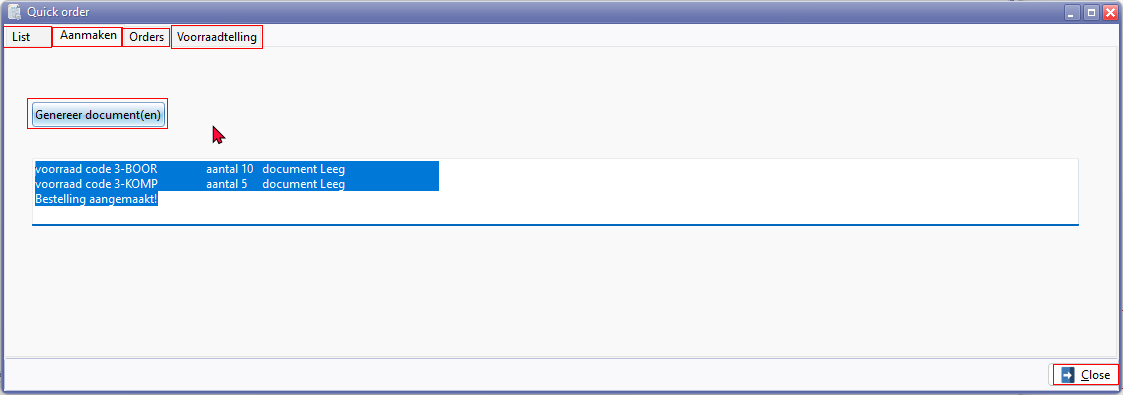 Quick order
List Aanmaken Orders Voorraadtelling
Genereer document(en)
voorraad code 3-BOOR aantal 10 document Leeg
voorraad code 3-KOMP aantal 5 document Leeg
Bestelling aangemaakt!
Close